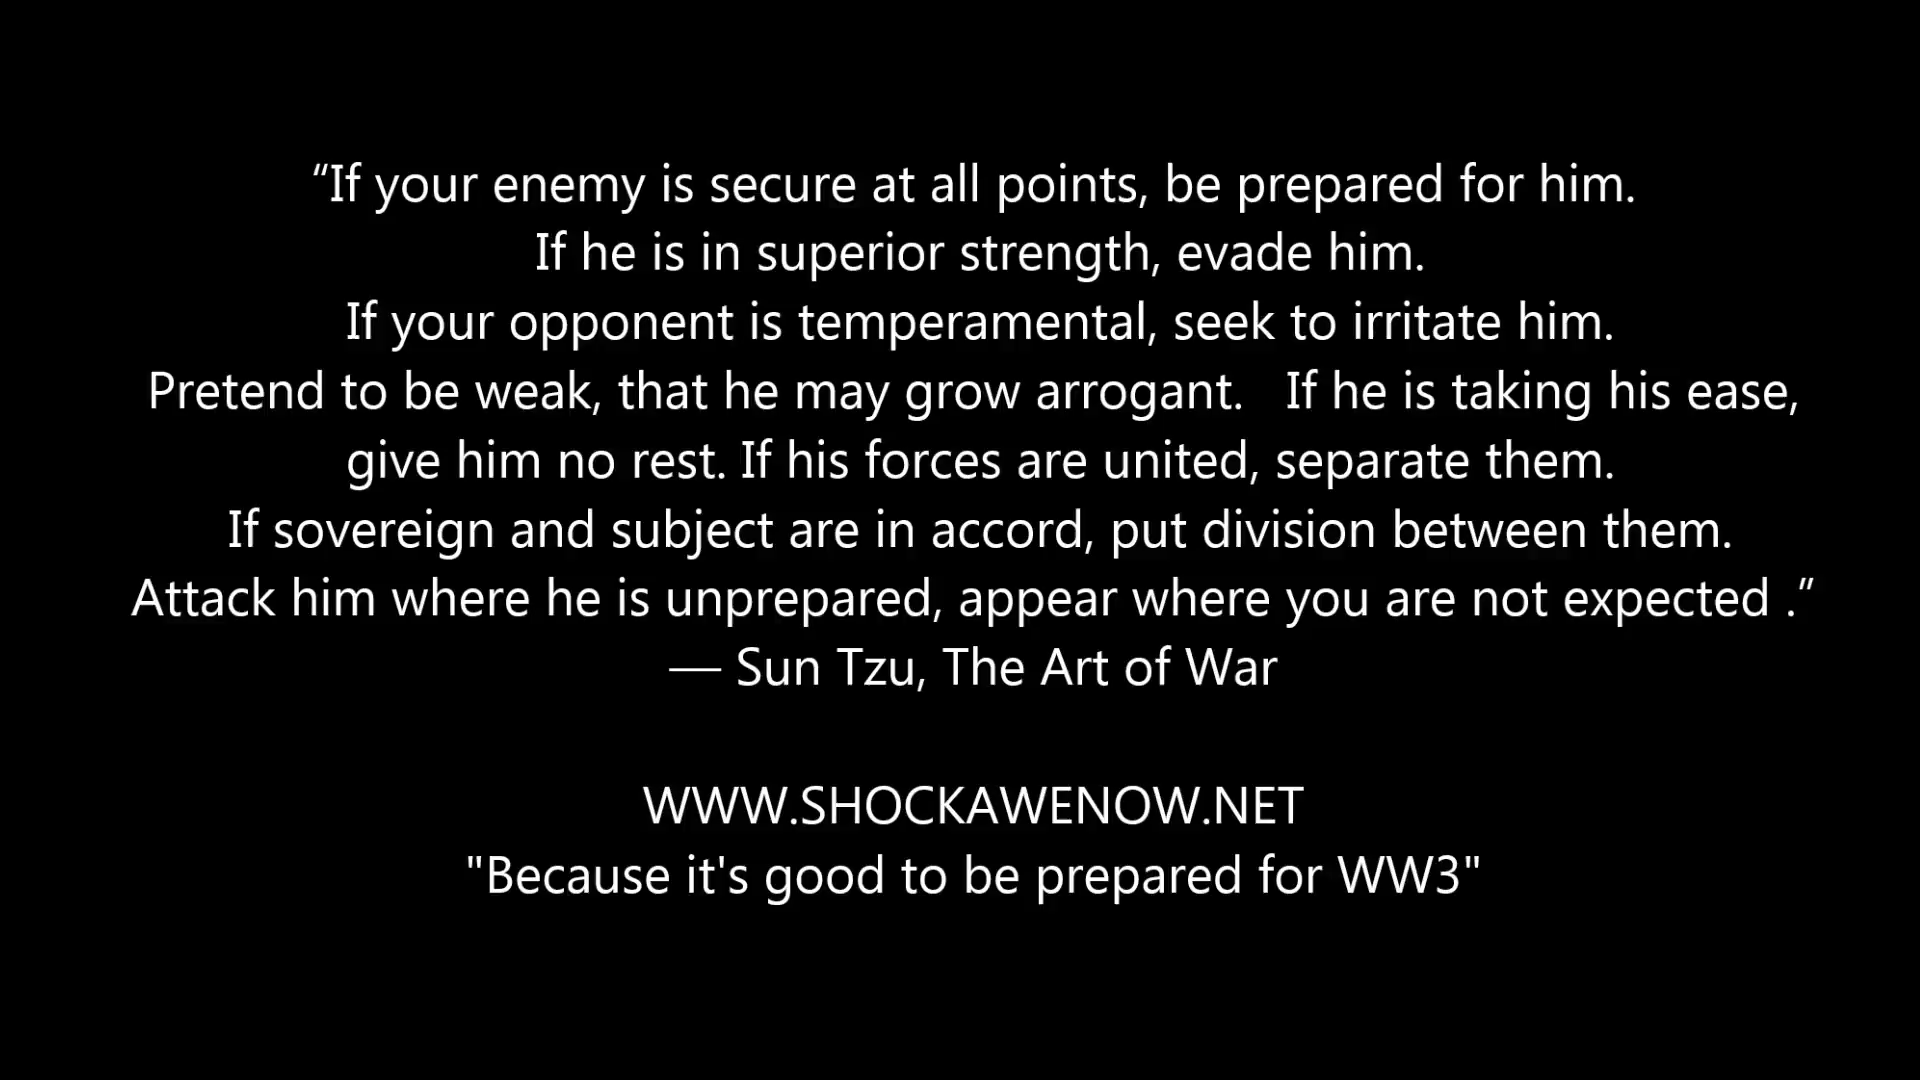 “If your enemy is secure at all points, be prepared for him.
If he is in superior strength, evade him.
If your opponent is temperamental, seek to irritate him.
Pretend to be weak, that he may grow arrogant.   If he is taking his ease,
give him no rest. If his forces are united, separate them.
If sovereign and subject are in accord, put division between them.
Attack him where he is unprepared, appear where you are not expected .”
— Sun Tzu, The Art of War
WWW.SHOCKAWENOW.NET
"Because it's good to be prepared for WW3"